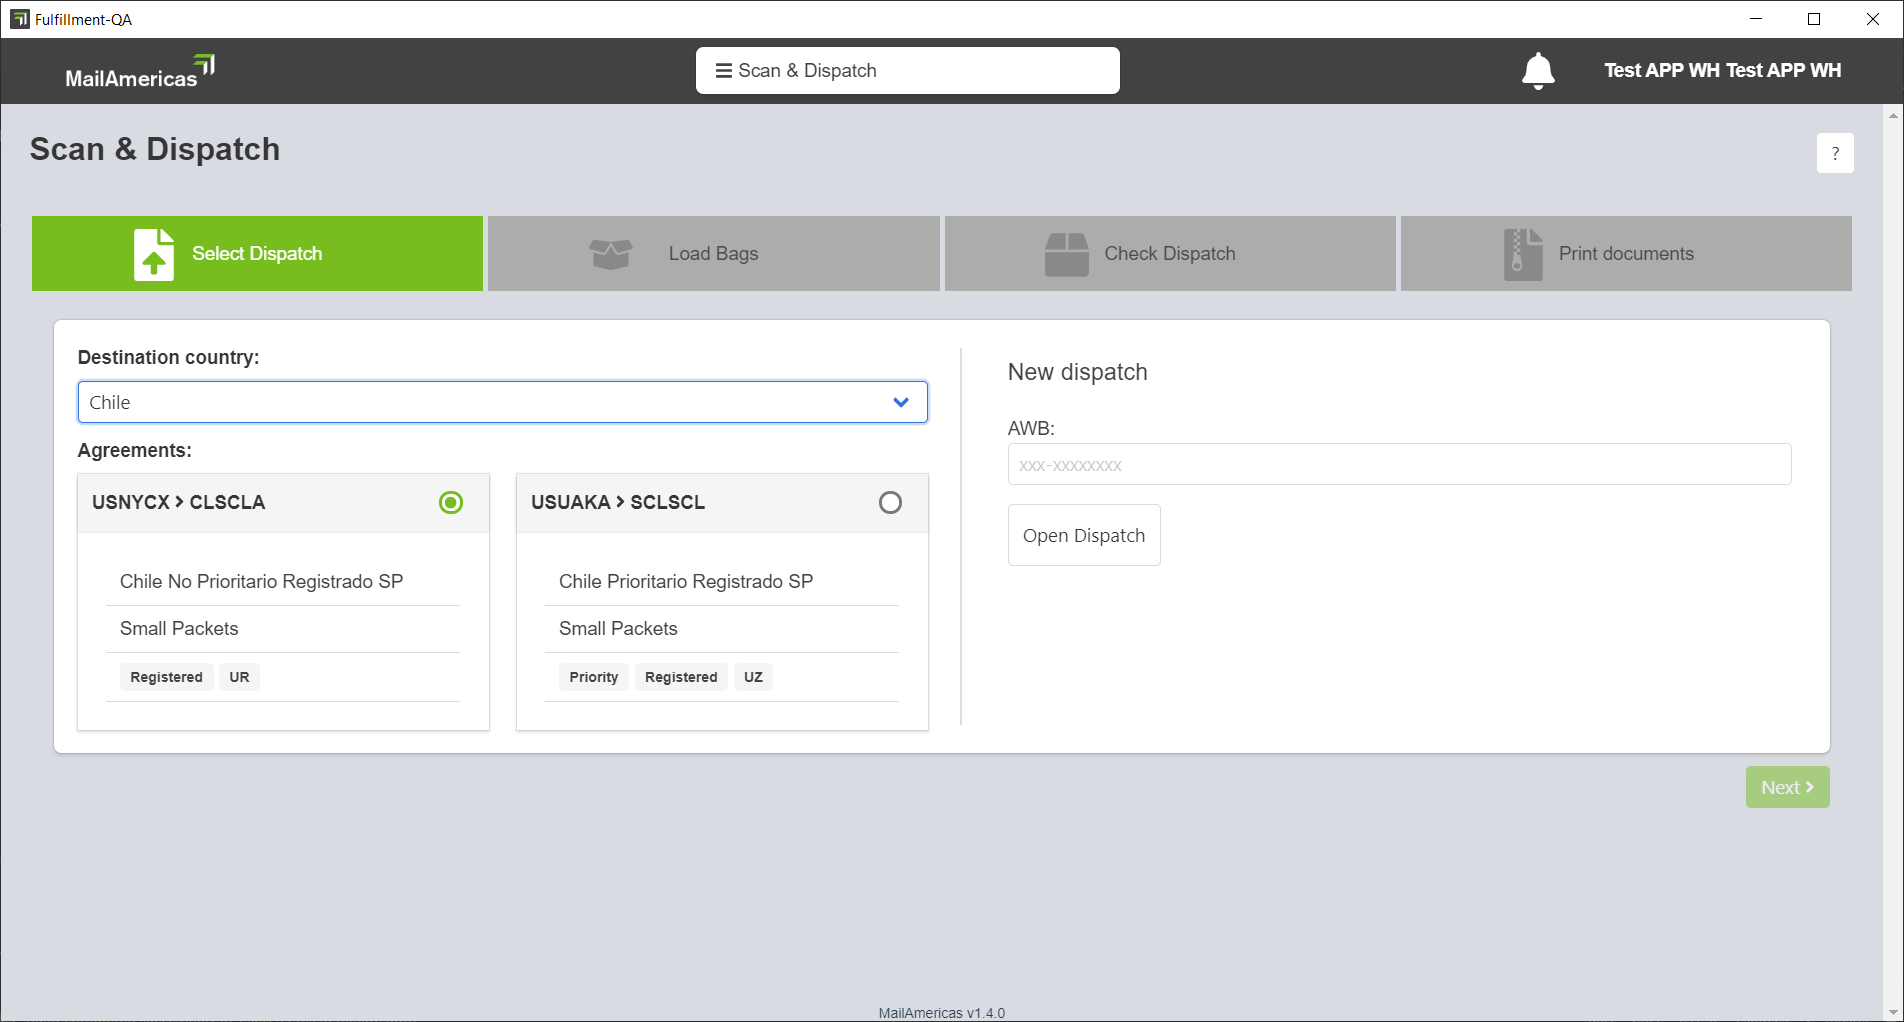 Fulfillment-QA
MailAmericas
Scan & Dispatch
Test APP WH Test APP WH
Scan & Dispatch
?
Select Dispatch
Load Bags
Check Dispatch
Print documents
Destination country:
Chile
Agreements:
USNYCX > CLSCLA
Chile No Prioritario Registrado SP
Small Packets
Registered UR
USUAKA > SCLSCL
Chile Prioritario Registrado SP
Small Packets
Priority Registered UZ
New dispatch
AWB:
xxx-xxxxxxxx
Open Dispatch
Next >
MailAmericas v1.4.0